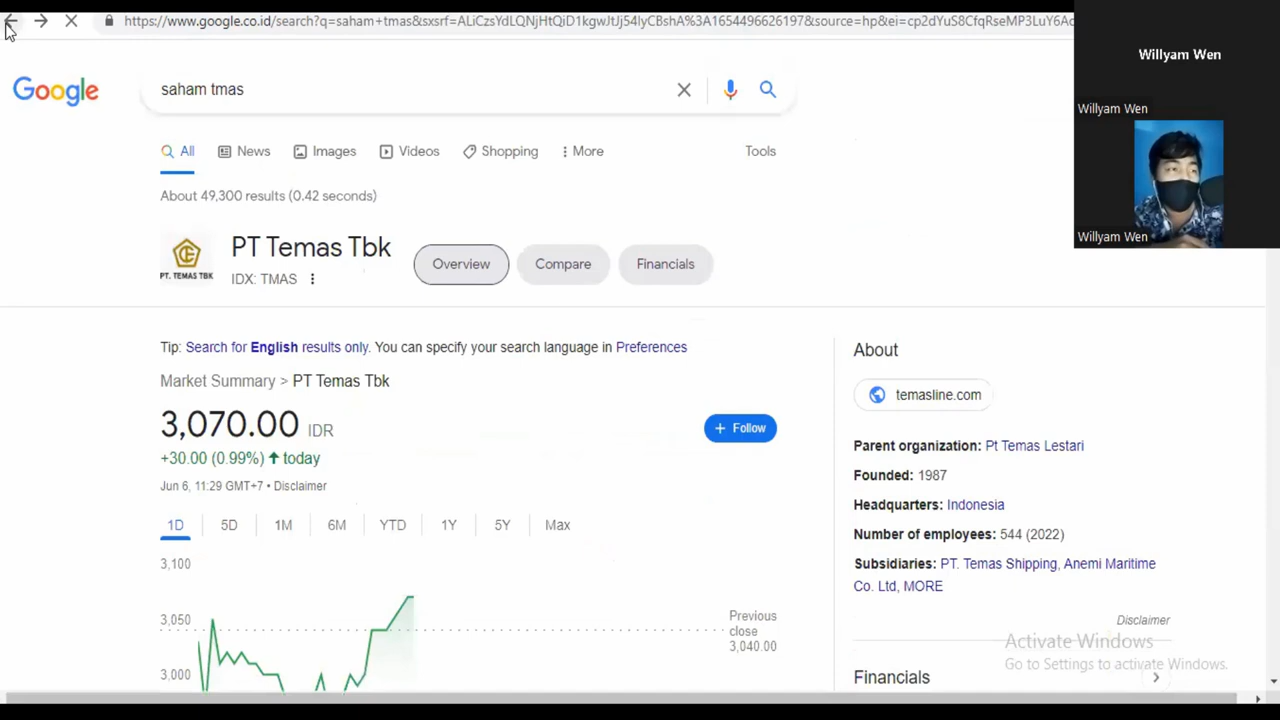 https://www.google.co.id/search?q=saham+tmas&sxsrf=ALiCzsYdLQNjHtQiD1kgwJtJj54lyCBshA%3A1654496626197&source=hp&ei=cp2dYuS8CfqRseMP3LuY6Ac
Willyam Wen
Willyam Wen
Willyam Wen
Google
saham tmas
All
News
Images
Videos
Shopping
More
Tools
About 49,300 results (0.42 seconds)
PT. TEMAS TBK
PT Temas Tbk
IDX: TMAS
Overview
Compare
Financials
Tip: Search for English results only. You can specify your search language in Preferences
Market Summary > PT Temas Tbk
3,070.00 IDR
+ Follow
+30.00 (0.99%) ↑ today
Jun 6, 11:29 GMT+7 • Disclaimer
1D 5D 1M 6M YTD 1Y 5Y Max
3,100
3,050
3,000
Previous
close
3,040.00
About
temasline.com
Parent organization: Pt Temas Lestari
Founded: 1987
Headquarters: Indonesia
Number of employees: 544 (2022)
Subsidiaries: PT. Temas Shipping, Anemi Maritime
Co. Ltd, MORE
Disclaimer
Activate Windows
Go to Settings to activate Windows.
Financials